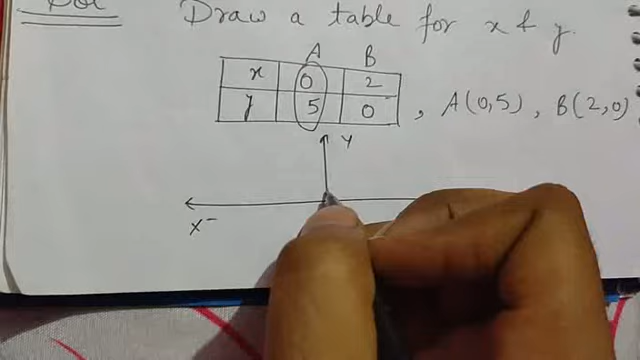 Sol
Draw a table for x & y.
A B
x 0 2
y 5 0 , A(0,5), B(2,0)
Y
X⁻